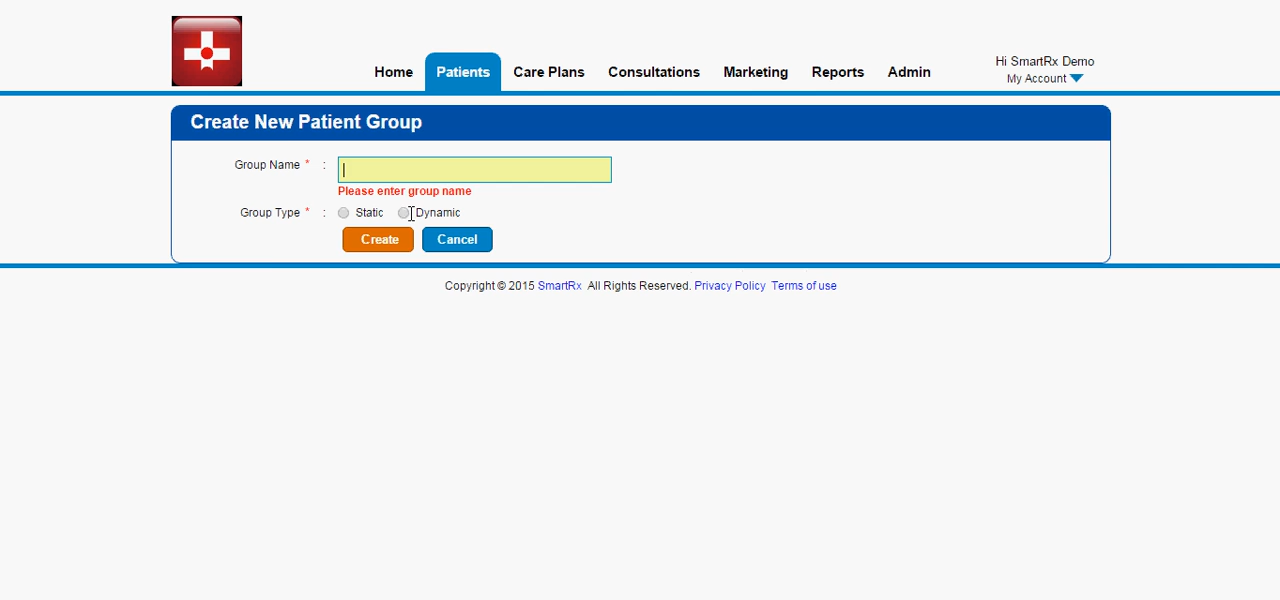 Home Patients Care Plans Consultations Marketing Reports Admin
Hi SmartRx Demo
My Account
Create New Patient Group
Group Name * :
Please enter group name
Group Type * : Static Dynamic
Create Cancel
Copyright © 2015 SmartRx All Rights Reserved. Privacy Policy Terms of use